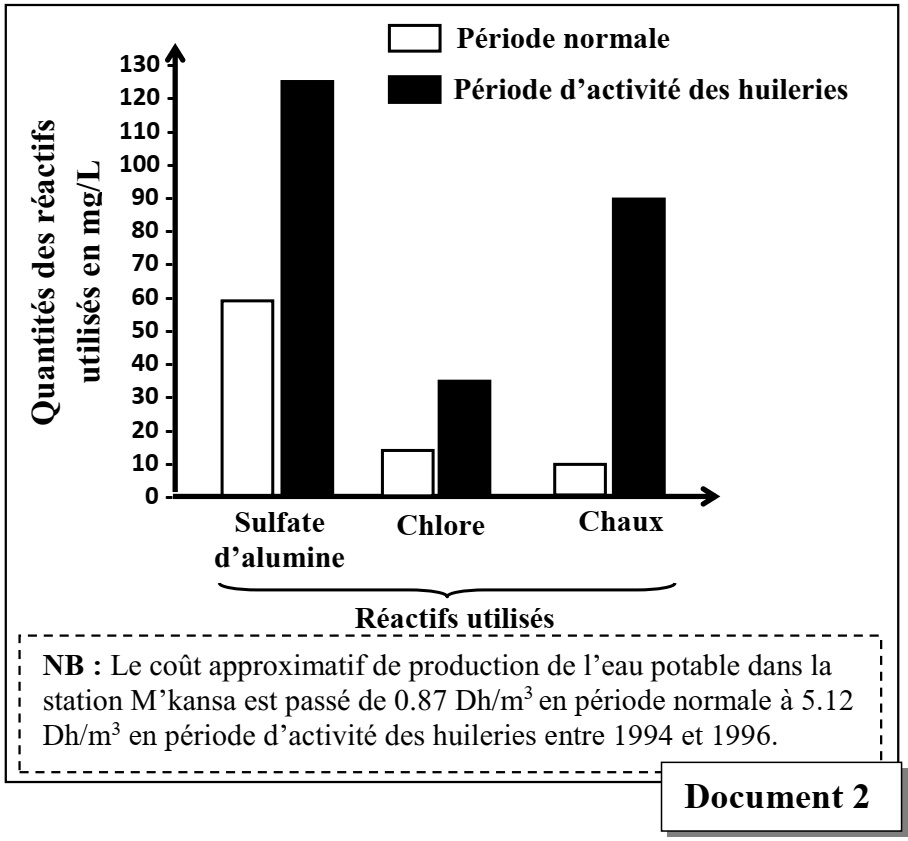 Période normale
Période d’activité des huileries
Quantités des réactifs
utilisés en mg/L
130
120
110
100
90
80
70
60
50
40
30
20
10
0
Sulfate
d’alumine
Chlore
Chaux
Réactifs utilisés
NB : Le coût approximatif de production de l’eau potable dans la
station M’kansa est passé de 0.87 Dh/m³ en période normale à 5.12
Dh/m³ en période d’activité des huileries entre 1994 et 1996.
Document 2